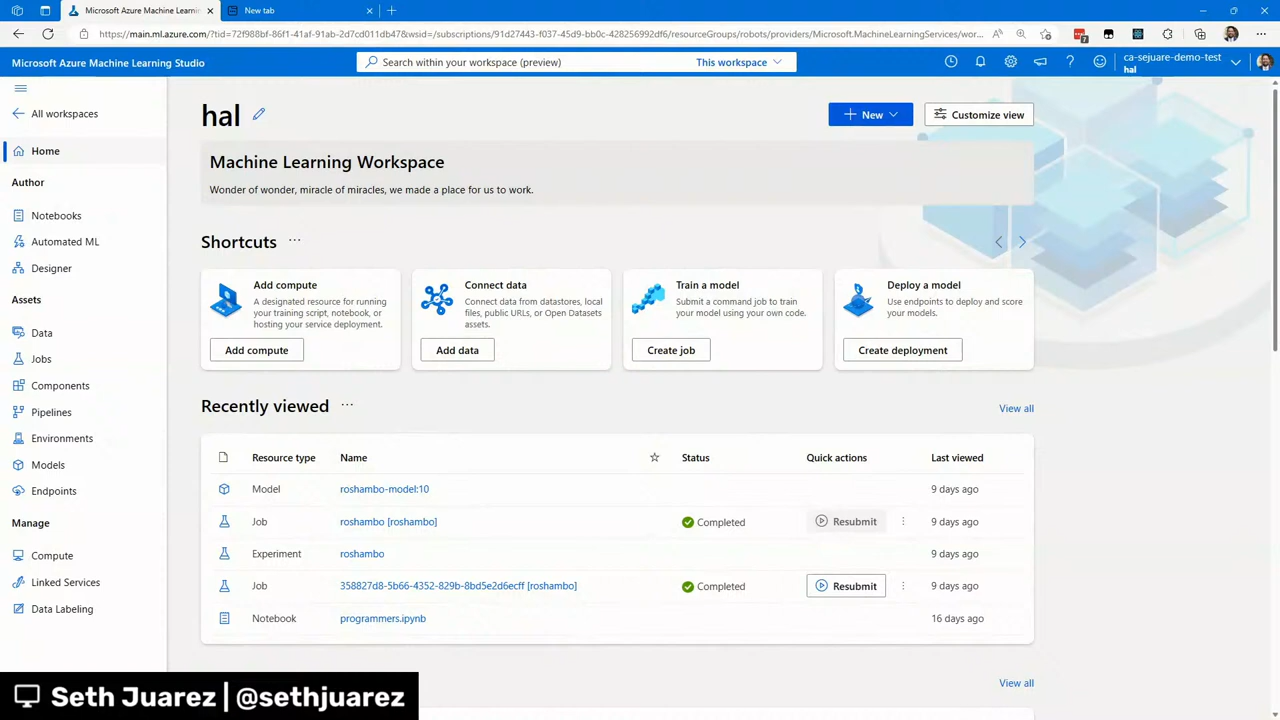 Microsoft Azure Machine Learni
New tab
https://main.ml.azure.com/?tid=72f988bf-86f1-41af-91ab-2d7cd011db47&wsid=/subscriptions/91d27443-f037-45d9-bb0c-428256992df6/resourceGroups/robots/providers/Microsoft.MachineLearningServices/wor...
7
Microsoft Azure Machine Learning Studio
Search within your workspace (preview)
This workspace
ca-sejuare-demo-test
hal
All workspaces
Home
Author
Notebooks
Automated ML
Designer
Assets
Data
Jobs
Components
Pipelines
Environments
Models
Endpoints
Manage
Compute
Linked Services
Data Labeling
hal
New
Customize view
Machine Learning Workspace
Wonder of wonder, miracle of miracles, we made a place for us to work.
Shortcuts
Add compute
A designated resource for running
your training script, notebook, or
hosting your service deployment.
Add compute
Connect data
Connect data from datastores, local
files, public URLs, or Open Datasets
assets.
Add data
Train a model
Submit a command job to train
your model using your own code.
Create job
Deploy a model
Use endpoints to deploy and score
your models.
Create deployment
Recently viewed
View all
Resource type Name Status Quick actions Last viewed
Model roshambo-model:10 9 days ago
Job roshambo [roshambo] Completed Resubmit 9 days ago
Experiment roshambo 9 days ago
Job 358827d8-5b66-4352-829b-8bd5e2d6ecff [roshambo] Completed Resubmit 9 days ago
Notebook programmers.ipynb 16 days ago
View all
Seth Juarez | @sethjuarez